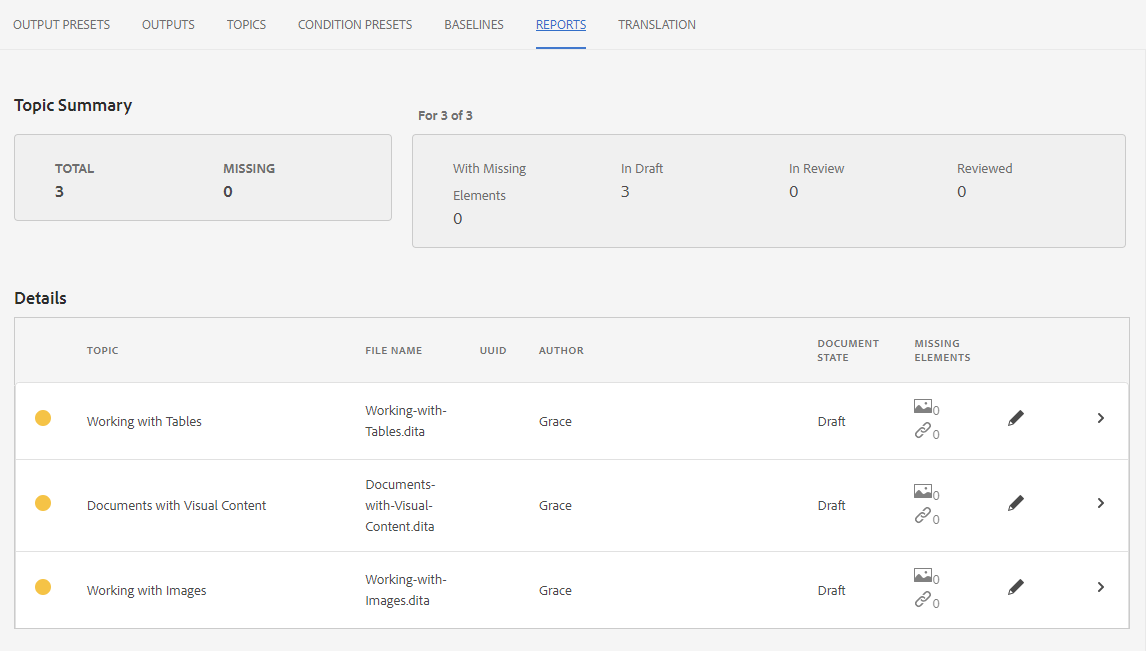 OUTPUT PRESETS OUTPUTS TOPICS CONDITION PRESETS BASELINES REPORTS TRANSLATION
Topic Summary
For 3 of 3
TOTAL MISSING
3 0
With Missing Elements In Draft In Review Reviewed
0 3 0 0
Details
TOPIC FILE NAME UUID AUTHOR DOCUMENT STATE MISSING ELEMENTS
Working with Tables Working-with-Tables.dita Grace Draft 0 0
Documents with Visual Content Documents-with-Visual-Content.dita Grace Draft 0 0
Working with Images Working-with-Images.dita Grace Draft 0 0